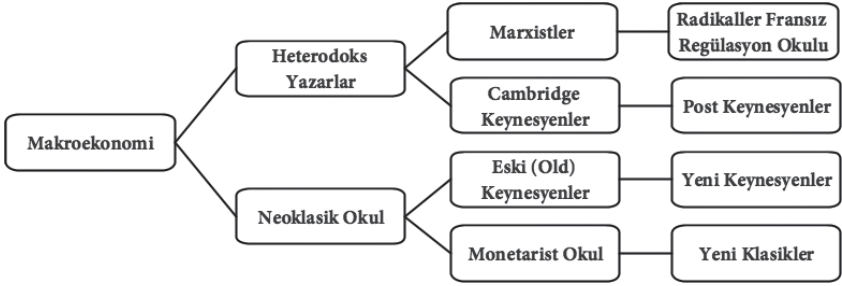 Makroekonomi
Heterodoks
Yazarlar
Neoklasik Okul
Marxistler
Cambridge
Keynesyenler
Eski (Old)
Keynesyenler
Monetarist Okul
Radikaller Fransız
Regülasyon Okulu
Post Keynesyenler
Yeni Keynesyenler
Yeni Klasikler